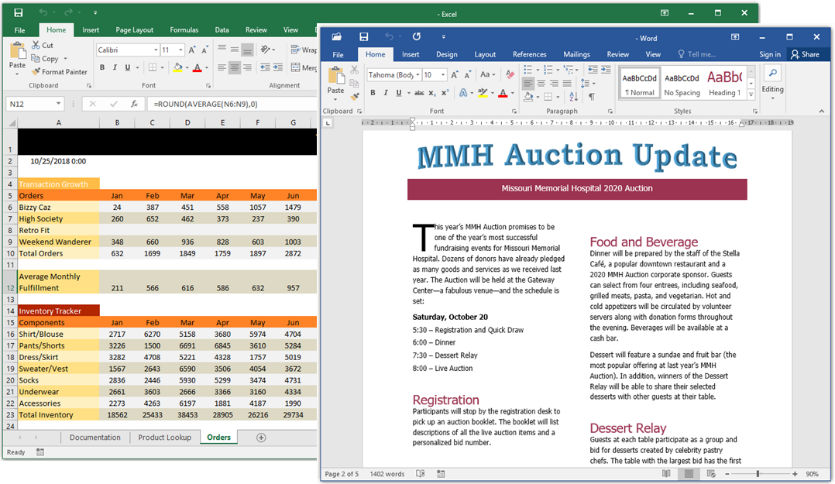 - Excel
File Home Insert Page Layout Formulas Data Review View
Cut
Copy
Format Painter
Paste
Clipboard
Calibri 11
B I U
Font
Wrap
Merg
Alignment
N12 =ROUND(AVERAGE(N6:N9),0)
A B C D E F G
1
2 10/25/2018 0:00
3
4 Transaction Growth
5 Orders Jan Feb Mar Apr May Jun
6 Bizzy Caz 24 387 451 558 1057 1479
7 High Society 260 652 462 373 237 390
8 Retro Fit
9 Weekend Wanderer 348 660 936 828 603 1003
10 Total Orders 632 1699 1849 1759 1897 2872
11
Average Monthly
12 Fulfillment 211 566 616 586 632 957
13
14 Inventory Tracker
15 Components Jan Feb Mar Apr May Jun
16 Shirt/Blouse 2717 6270 5158 3680 5974 4704
17 Pants/Shorts 3226 1500 6691 6845 3610 5284
18 Dress/Skirt 3282 4708 5221 4328 1757 5019
19 Sweater/Vest 1567 2643 6590 3506 4054 3672
20 Socks 2836 2446 5930 5299 3474 4731
21 Underwear 2661 3603 2666 3366 3160 4334
22 Accessories 2273 4263 6197 1881 4187 1990
23 Total Inventory 18562 25433 38453 28905 26216 29734
24
Documentation Product Lookup Orders
Ready
- Word
File Home Insert Design Layout References Mailings Review View Tell me... Sign in Share
Paste
Clipboard
Tahoma (Body 10
B I U abc x₂ x²
Font
Paragraph
AaBbCcDd AaBbCcDd AaBbC
¶ Normal No Spacing Heading 1
Styles
Editing
MMH Auction Update
Missouri Memorial Hospital 2020 Auction
This year's MMH Auction promises to be
one of the year's most successful
fundraising events for Missouri Memorial
Hospital. Dozens of donors have already pledged
as many goods and services as we received last
year. The Auction will be held at the Gateway
Center—a fabulous venue—and the schedule is
set:
Saturday, October 20
5:30 – Registration and Quick Draw
6:00 – Dinner
7:30 – Dessert Relay
8:00 – Live Auction
Registration
Participants will stop by the registration desk to
pick up an auction booklet. The booklet will list
descriptions of all the live auction items and a
personalized bid number.
Food and Beverage
Dinner will be prepared by the staff of the Stella
Café, a popular downtown restaurant and a
2020 MMH Auction corporate sponsor. Guests
can select from four entrees, including seafood,
grilled meats, pasta, and vegetarian. Hot and
cold appetizers will be circulated by volunteer
servers along with donation forms throughout
the evening. Beverages will be available at a
cash bar.
Dessert will feature a sundae and fruit bar (the
most popular offering at last year's MMH
Auction). In addition, winners of the Dessert
Relay will be able to share their selected
desserts with other guests at their table.
Dessert Relay
Guests at each table participate as a group and
bid for desserts created by celebrity pastry
chefs. The table with the largest bid has the first
Page 2 of 5 1402 words 90%